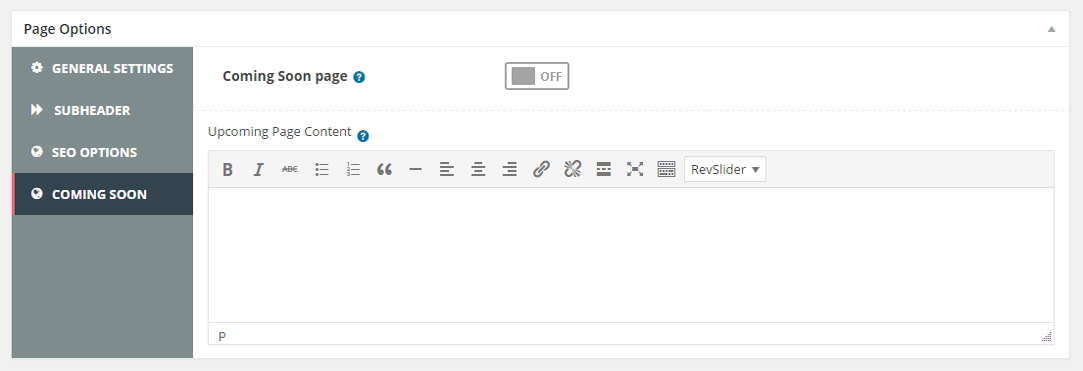 Page Options
GENERAL SETTINGS
SUBHEADER
SEO OPTIONS
COMING SOON
Coming Soon page ?
OFF
Upcoming Page Content ?
B I ABC RevSlider
p